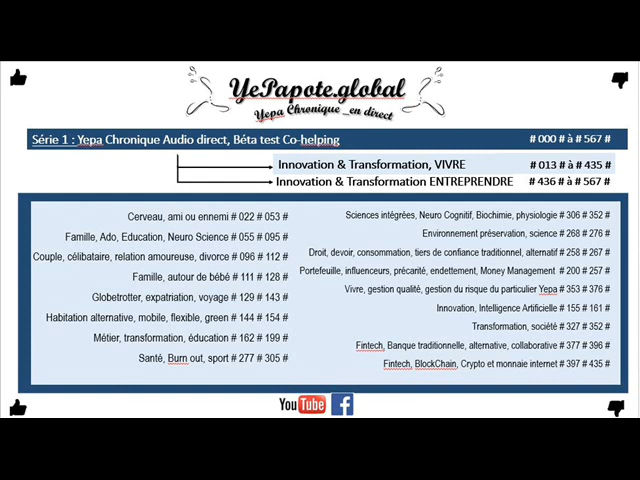 YePapote.global
Yepa Chronique _en direct
Série 1 : Yepa Chronique Audio direct, Béta test Co-helping # 000 # à # 567 #
Innovation & Transformation, VIVRE # 013 # à # 435 #
Innovation & Transformation ENTREPRENDRE # 436 # à # 567 #
Cerveau, ami ou ennemi # 022 # 053 #
Famille, Ado, Education, Neuro Science # 055 # 095 #
Couple, célibataire, relation amoureuse, divorce # 096 # 112 #
Famille, autour de bébé # 111 # 128 #
Globetrotter, expatriation, voyage # 129 # 143 #
Habitation alternative, mobile, flexible, green # 144 # 154 #
Métier, transformation, éducation # 162 # 199 #
Santé, Burn out, sport # 277 # 305 #
Sciences intégrées, Neuro Cognitif, Biochimie, physiologie # 306 # 352 #
Environnement préservation, science # 268 # 276 #
Droit, devoir, consommation, tiers de confiance traditionnel, alternatif # 258 # 267 #
Portefeuille, influenceurs, précarité, endettement, Money Management # 200 # 257 #
Vivre, gestion qualité, gestion du risque du particulier Yepa # 353 # 376 #
Innovation, Intelligence Artificielle # 155 # 161 #
Transformation, société # 327 # 352 #
Fintech, Banque traditionnelle, alternative, collaborative # 377 # 396 #
Fintech, BlockChain, Crypto et monnaie internet # 397 # 435 #
YouTube f